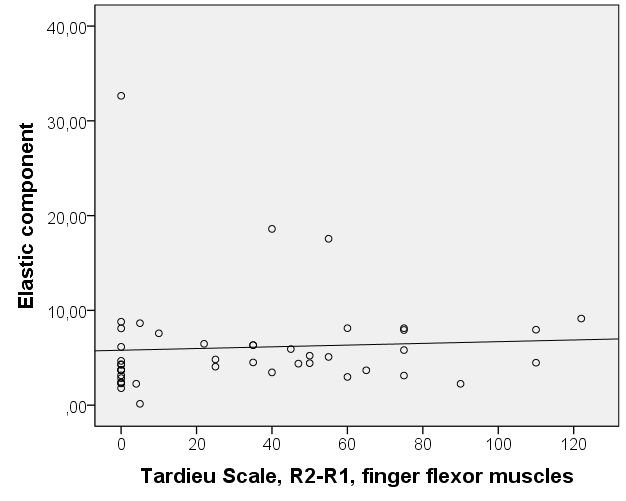 40,00
30,00
20,00
10,00
,00
Elastic component
0 20 40 60 80 100 120
Tardieu Scale, R2-R1, finger flexor muscles